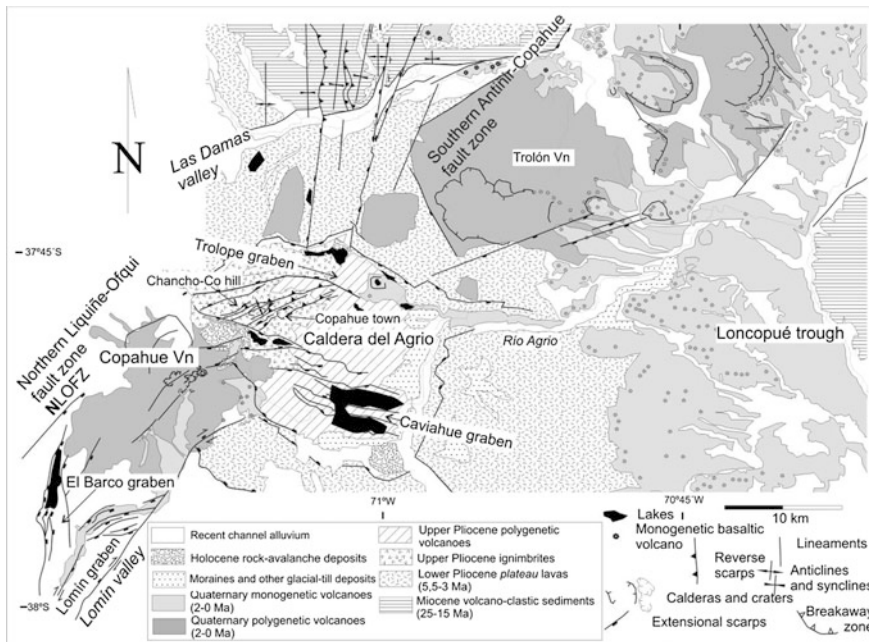 N
Las Damas
valley
Southern Antiñir-Copahue
fault zone
Trolón Vn
37°45´S
Trolope graben
Chancho-Co hill
Copahue town
Northern Liquiñe-Ofqui
fault zone
NLOFZ
Copahue Vn
Caldera del Agrio
Río Agrio
Loncopué trough
Caviahue graben
El Barco graben
Lomín graben
Lomín valley
38°S
71°W
70°45´W
10 km
Recent channel alluvium
Holocene rock-avalanche deposits
Moraines and other glacial-till deposits
Quaternary monogenetic volcanoes
(2-0 Ma)
Quaternary polygenetic volcanoes
(2-0 Ma)
Upper Pliocene polygenetic
volcanoes
Upper Pliocene ignimbrites
Lower Pliocene plateau lavas
(5,5-3 Ma)
Miocene volcano-clastic sediments
(25-15 Ma)
Lakes
Monogenetic basaltic
volcano
Reverse
scarps
Lineaments
Anticlines
and synclines
Calderas and craters
Extensional scarps
Breakaway
zone